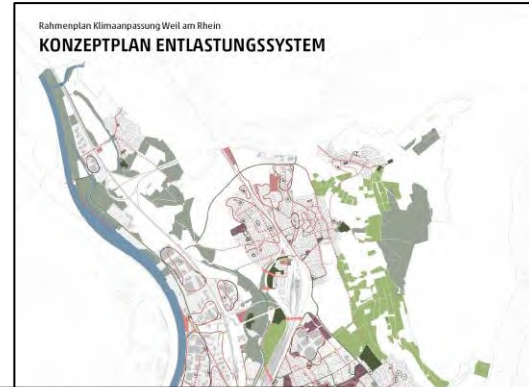 Rahmenplan Klimaanpassung Weil am Rhein
KONZEPTPLAN ENTLASTUNGSSYSTEM